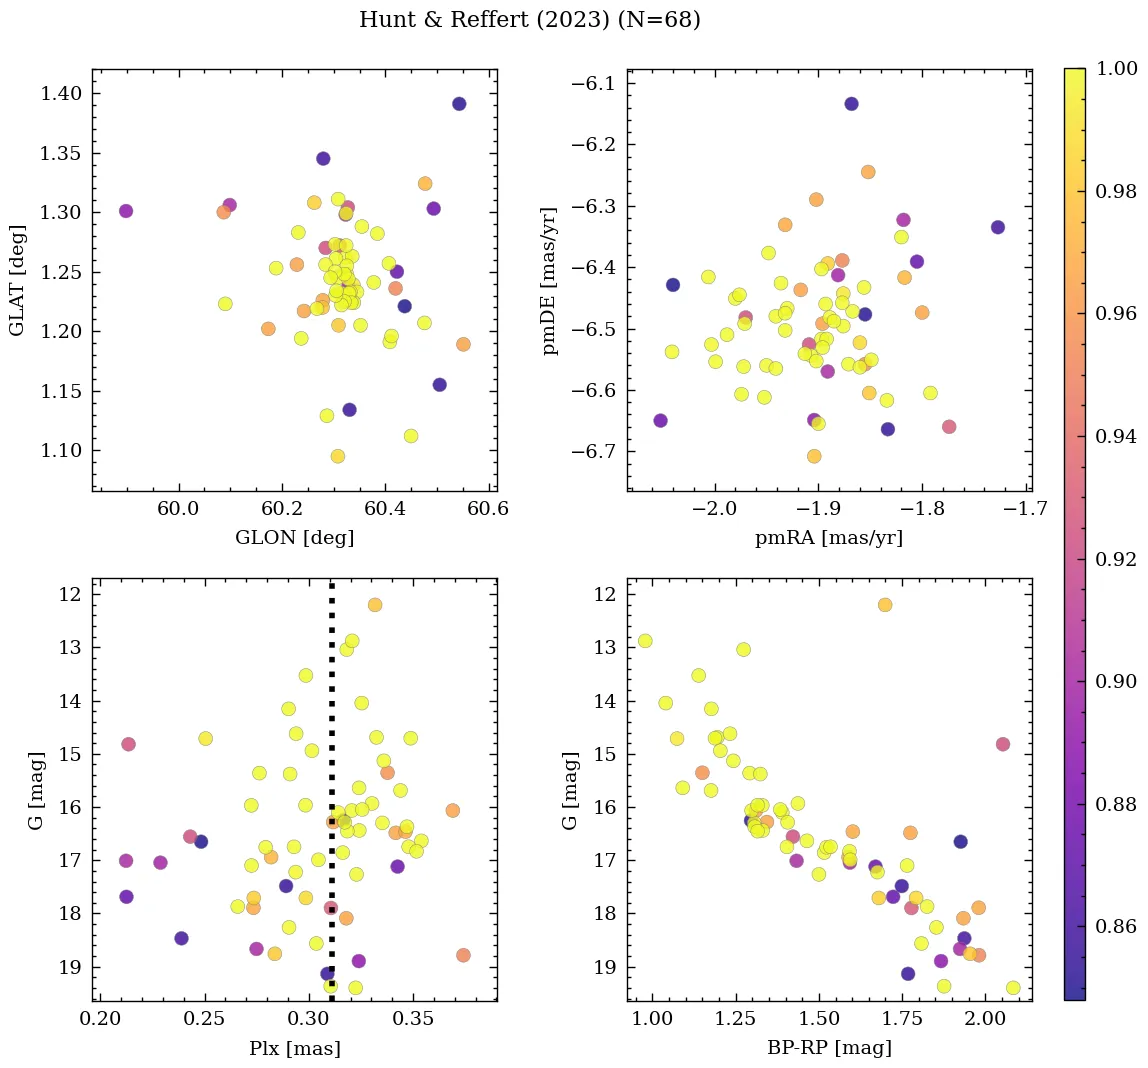 Hunt & Reffert (2023) (N=68)
1.40
1.35
1.30
1.25
1.20
1.15
1.10
GLAT [deg]
60.0 60.2 60.4 60.6
GLON [deg]
−6.1
−6.2
−6.3
−6.4
−6.5
−6.6
−6.7
pmDE [mas/yr]
−2.0 −1.9 −1.8 −1.7
pmRA [mas/yr]
12
13
14
15
16
17
18
19
G [mag]
0.20 0.25 0.30 0.35
Plx [mas]
12
13
14
15
16
17
18
19
G [mag]
1.00 1.25 1.50 1.75 2.00
BP-RP [mag]
1.00
0.98
0.96
0.94
0.92
0.90
0.88
0.86